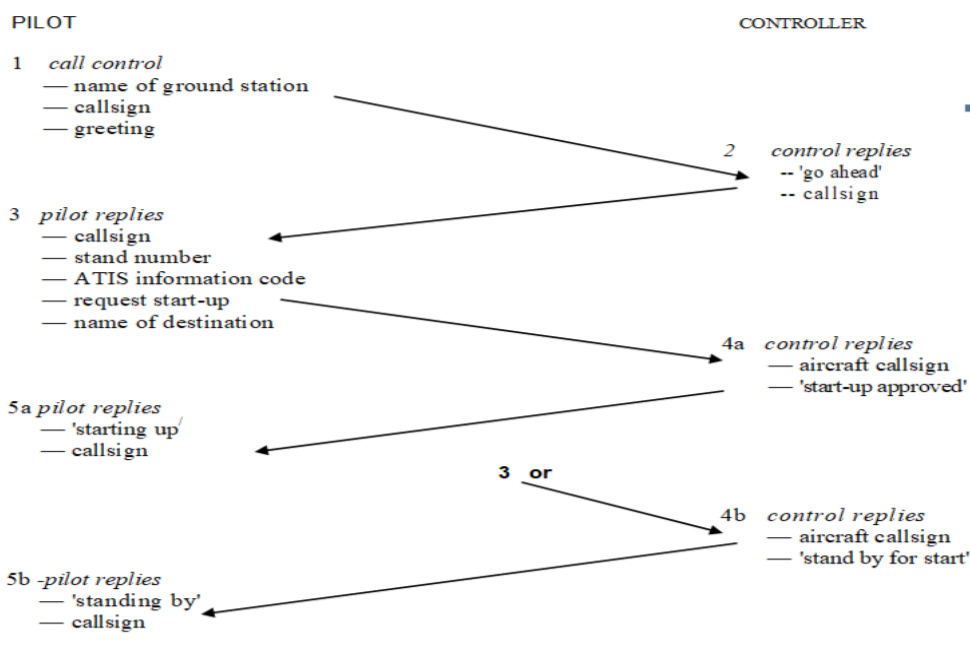 PILOT
CONTROLLER
1 call control
— name of ground station
— callsign
— greeting
2 control replies
-- 'go ahead'
-- callsign
3 pilot replies
— callsign
— stand number
— ATIS information code
— request start-up
— name of destination
4a control replies
— aircraft callsign
— 'start-up approved'
5a pilot replies
— 'starting up/
— callsign
3 or
4b control replies
— aircraft callsign
— 'stand by for start'
5b -pilot replies
— 'standing by'
— callsign